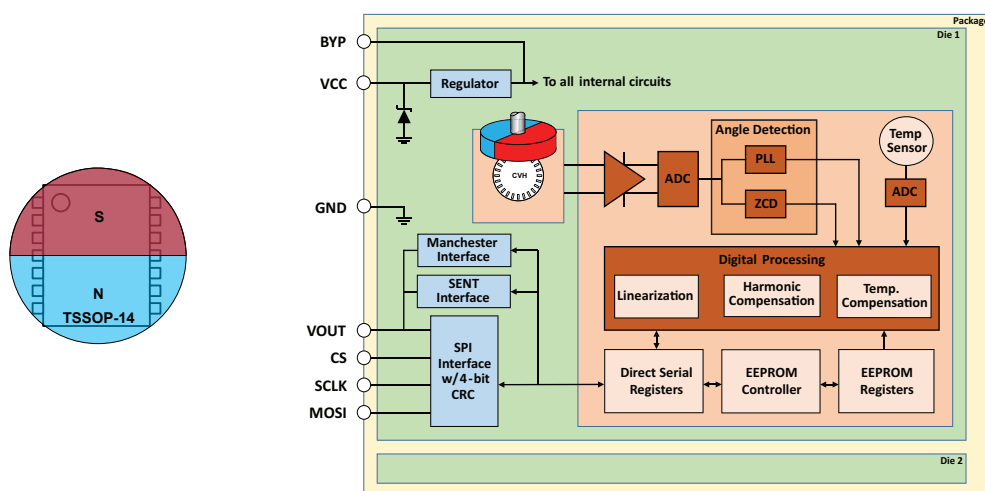 S
N
TSSOP-14
Package
Die 1
BYP
VCC
Regulator
To all internal circuits
CVH
ADC
Angle Detection
PLL
ZCD
Temp
Sensor
ADC
GND
Manchester
Interface
SENT
Interface
Digital Processing
Linearization
Harmonic
Compensation
Temp.
Compensation
VOUT
CS
SCLK
MOSI
SPI
Interface
w/4-bit
CRC
Direct Serial
Registers
EEPROM
Controller
EEPROM
Registers
Die 2